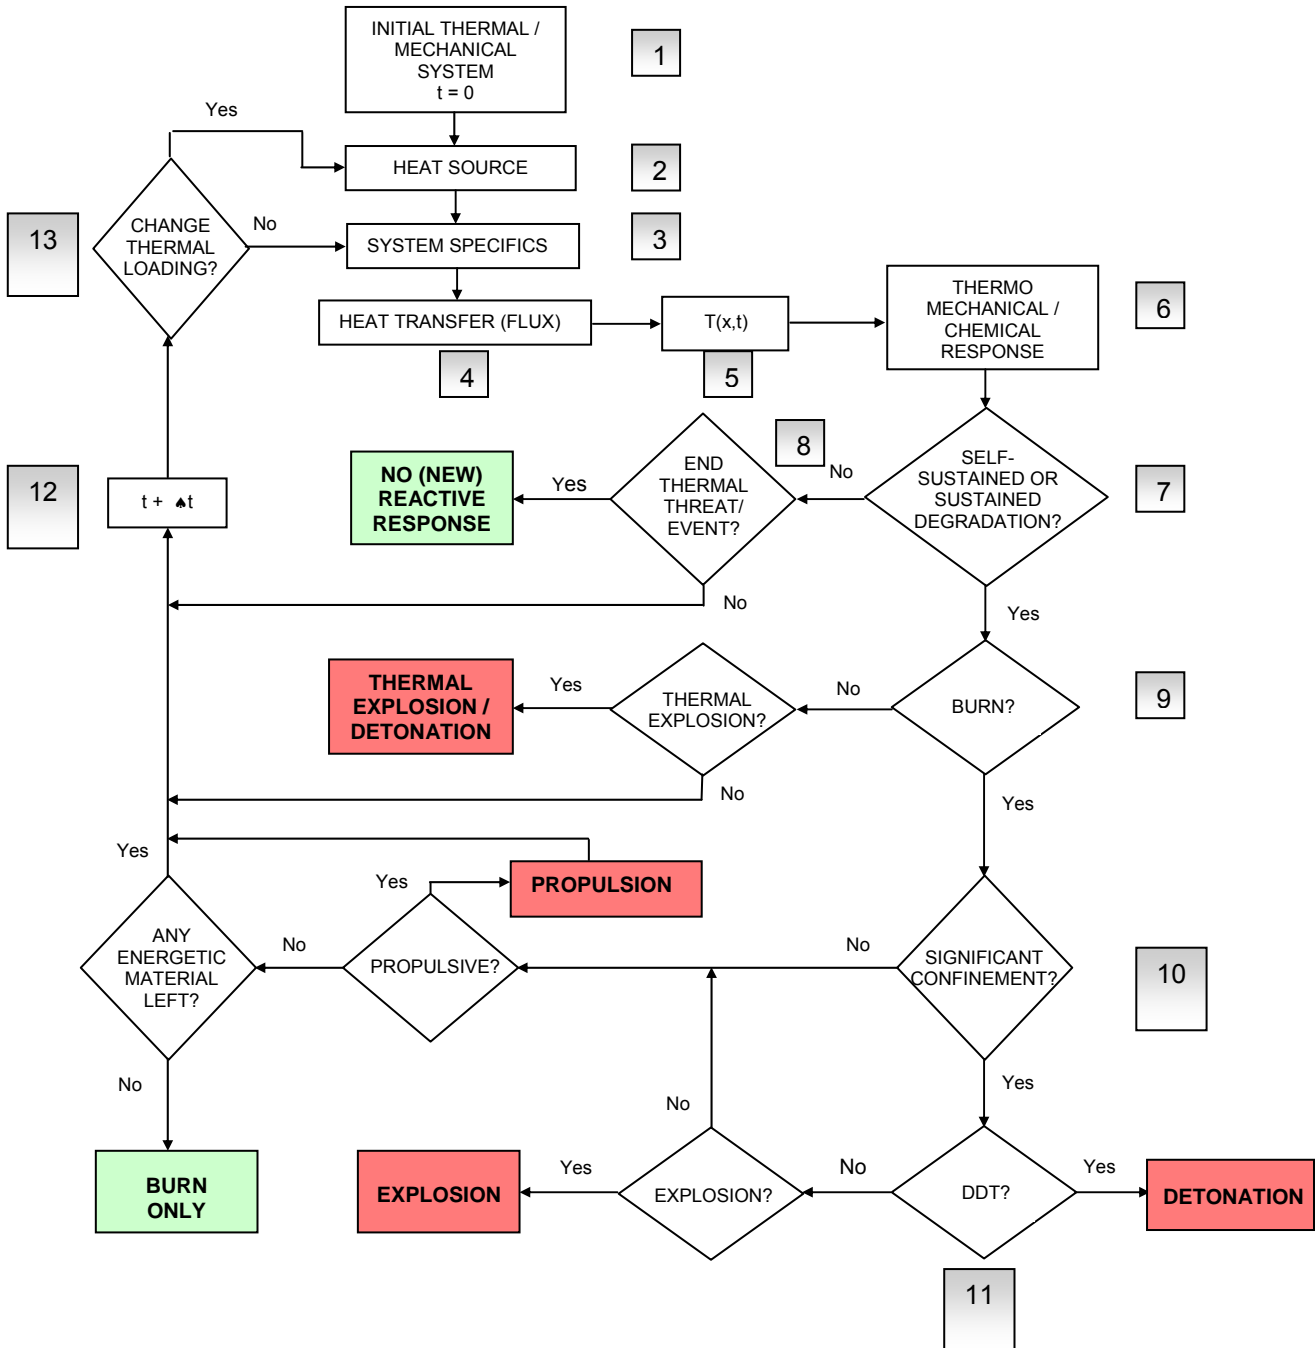 INITIAL THERMAL /
MECHANICAL
SYSTEM
t = 0
1
Yes
HEAT SOURCE
2
13
CHANGE
THERMAL
LOADING?
No
SYSTEM SPECIFICS
3
HEAT TRANSFER (FLUX)
4
T(x,t)
5
THERMO
MECHANICAL /
CHEMICAL
RESPONSE
6
12
t + ♠t
NO (NEW)
REACTIVE
RESPONSE
Yes
END
THERMAL
THREAT/
EVENT?
8
No
SELF-
SUSTAINED OR
SUSTAINED
DEGRADATION?
7
No
Yes
THERMAL
EXPLOSION /
DETONATION
Yes
THERMAL
EXPLOSION?
No
BURN?
9
No
Yes
Yes
Yes
PROPULSION
ANY
ENERGETIC
MATERIAL
LEFT?
No
PROPULSIVE?
No
SIGNIFICANT
CONFINEMENT?
10
No
No
Yes
BURN
ONLY
EXPLOSION
Yes
EXPLOSION?
No
DDT?
Yes
DETONATION
11